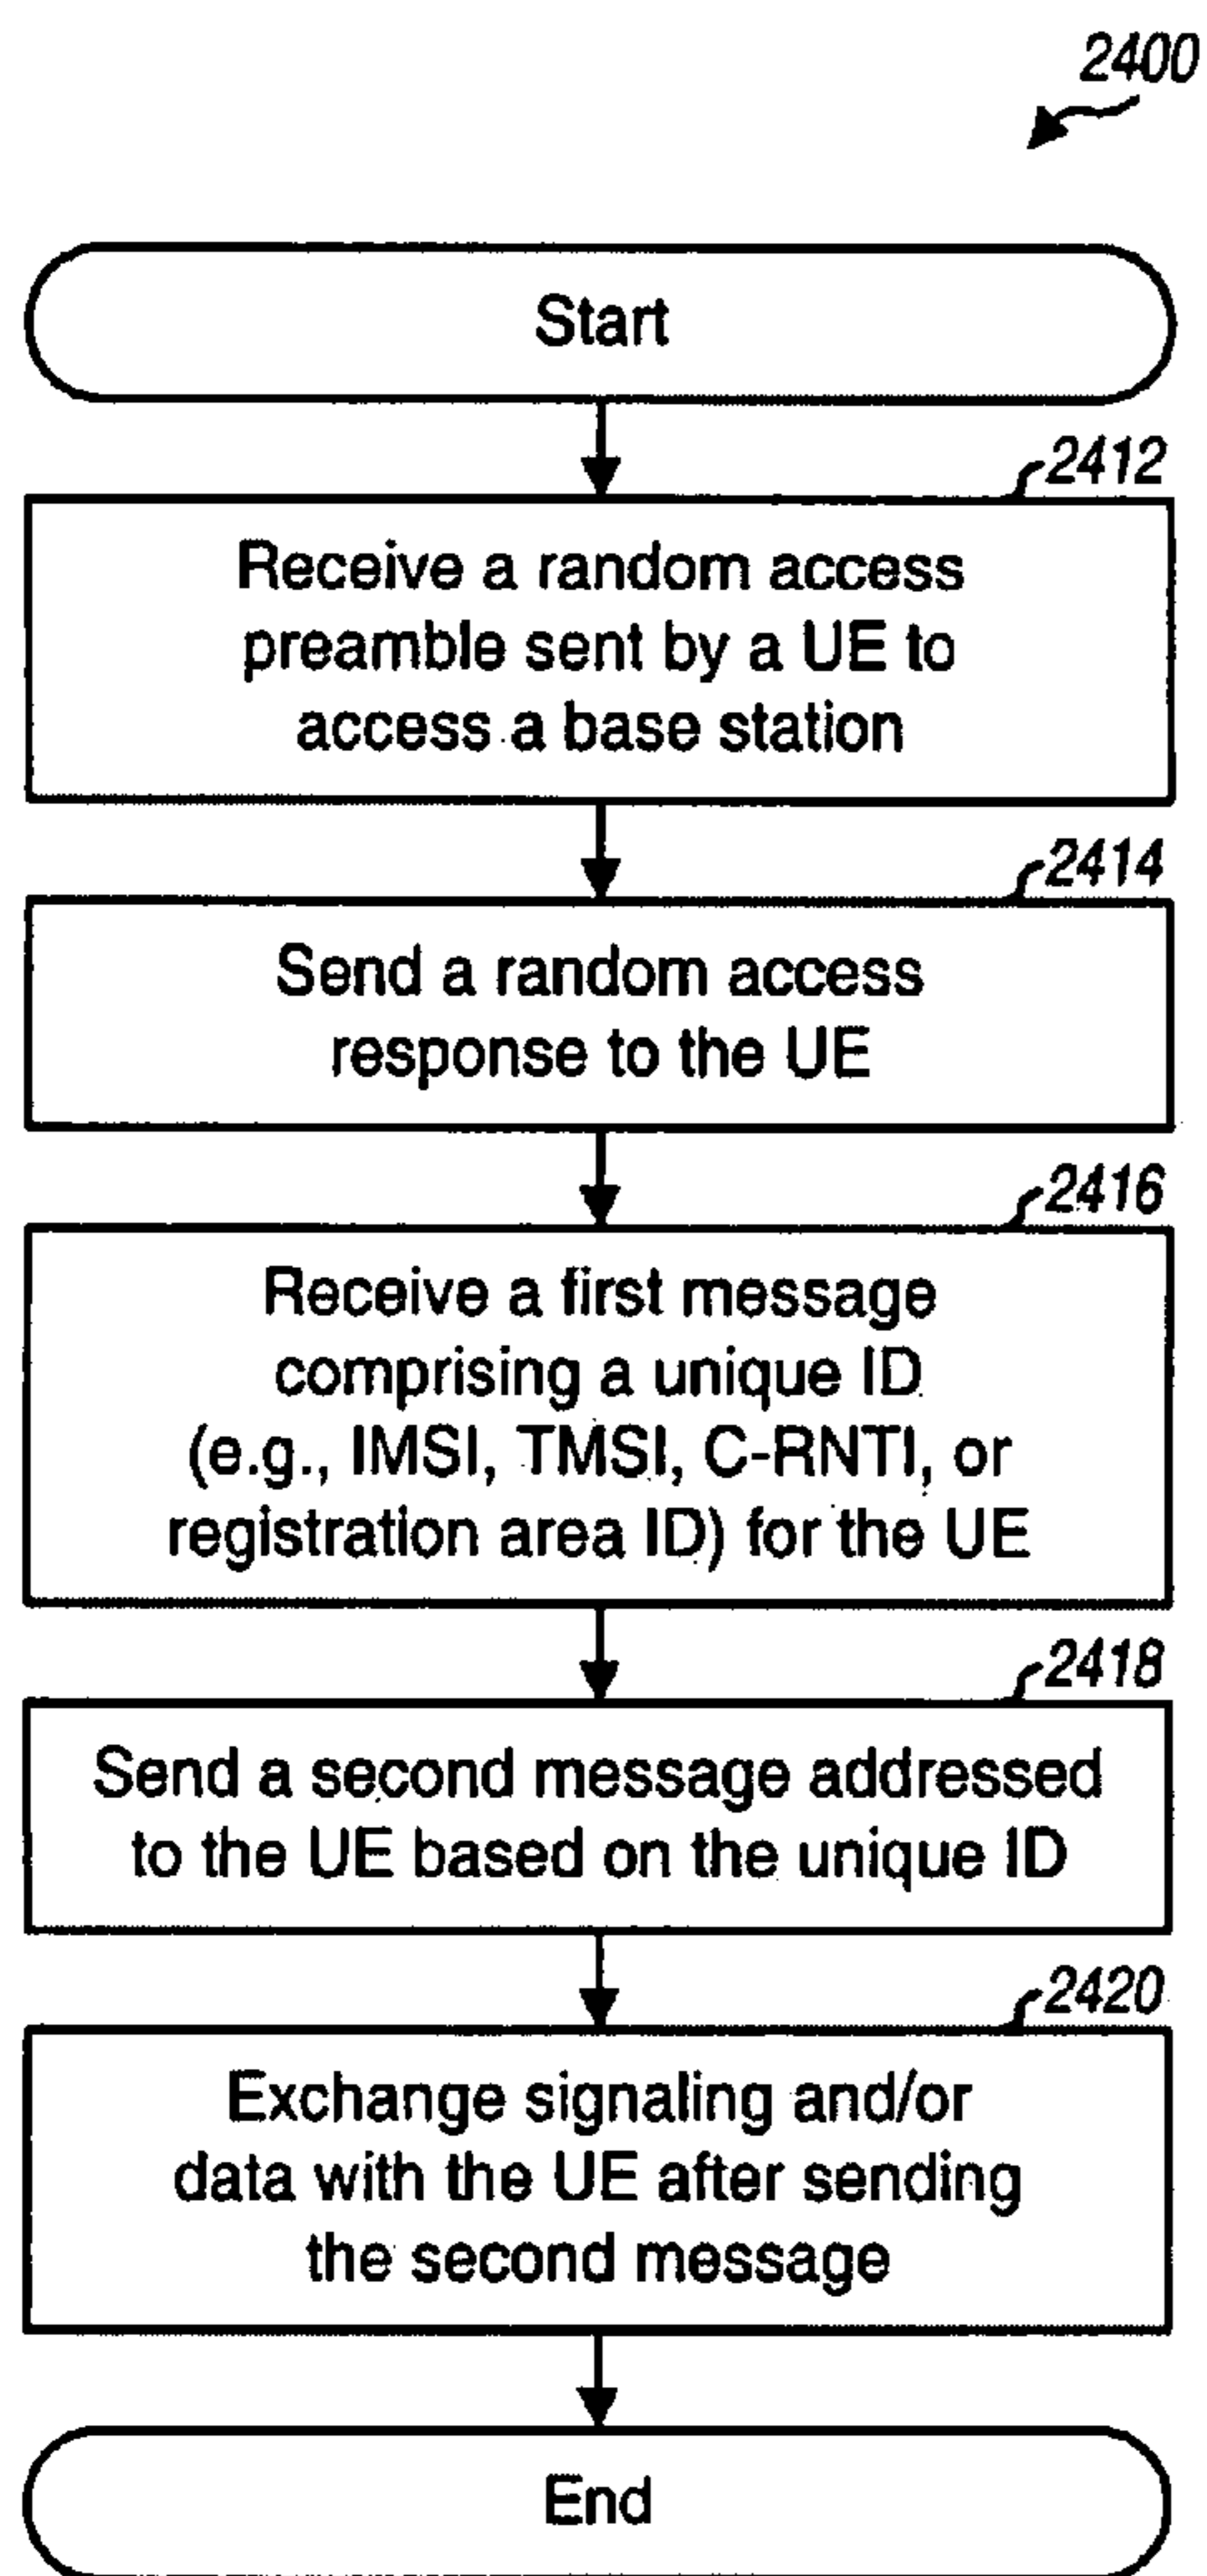 2400
Start
2412
Receive a random access
preamble sent by a UE to
access a base station
2414
Send a random access
response to the UE
2416
Receive a first message
comprising a unique ID
(e.g., IMSI, TMSI, C-RNTI, or
registration area ID) for the UE
2418
Send a second message addressed
to the UE based on the unique ID
2420
Exchange signaling and/or
data with the UE after sending
the second message
End